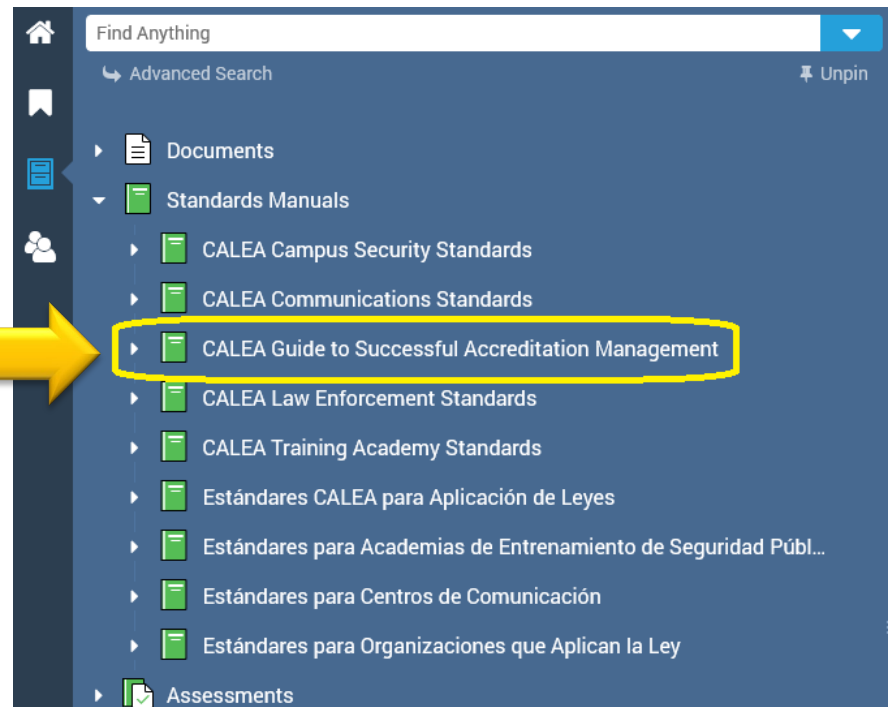 Find Anything
Advanced Search
Unpin
Documents
Standards Manuals
CALEA Campus Security Standards
CALEA Communications Standards
CALEA Guide to Successful Accreditation Management
CALEA Law Enforcement Standards
CALEA Training Academy Standards
Estándares CALEA para Aplicación de Leyes
Estándares para Academias de Entrenamiento de Seguridad Públ...
Estándares para Centros de Comunicación
Estándares para Organizaciones que Aplican la Ley
Assessments